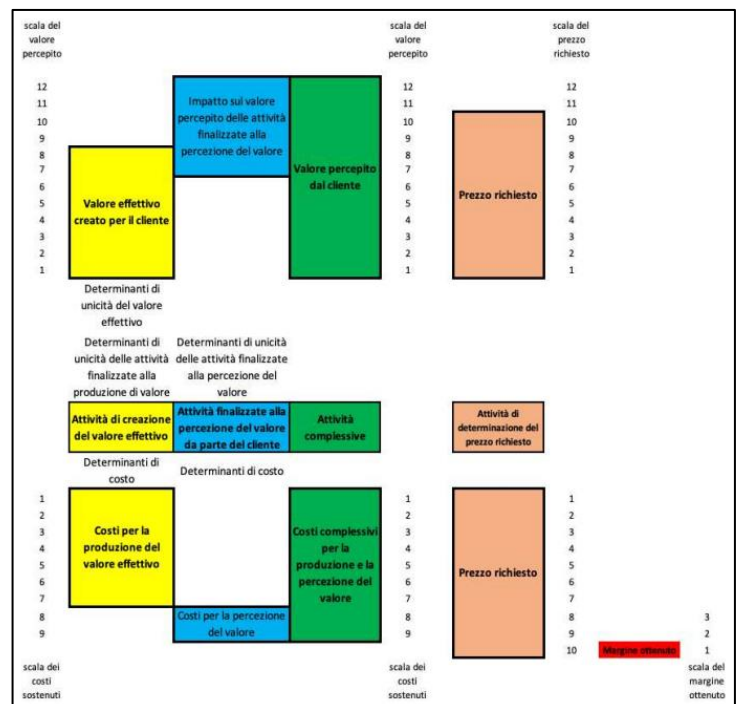 scala del
valore
percepito
scala del
valore
percepito
scala del
prezzo
richiesto
12
11
10
9
8
7
6
5
4
3
2
1
Valore effettivo
creato per il cliente
Impatto sul valore
percepito delle attività
finalizzate alla
percezione del valore
Valore percepito
dal cliente
12
11
10
9
8
7
6
5
4
3
2
1
Prezzo richiesto
12
11
10
9
8
7
6
5
4
3
2
1
Determinanti di
unicità del valore
effettivo
Determinanti di
unicità delle attività
finalizzate alla
produzione di valore
Determinanti di unicità
delle attività finalizzate
alla percezione del
valore
Attività di creazione
del valore effettivo
Attività finalizzate alla
percezione del valore
da parte del cliente
Attività
complessive
Attività di
determinazione del
prezzo richiesto
Determinanti di
costo
Determinanti di costo
1
2
3
4
5
6
7
8
9
Costi per la
produzione del
valore effettivo
Costi per la percezione
del valore
Costi complessivi
per la
produzione e la
percezione del
valore
1
2
3
4
5
6
7
8
9
Prezzo richiesto
1
2
3
4
5
6
7
8
9
10
Margine ottenuto
3
2
1
scala dei
costi
sostenuti
scala dei
costi
sostenuti
scala del
margine
ottenuto